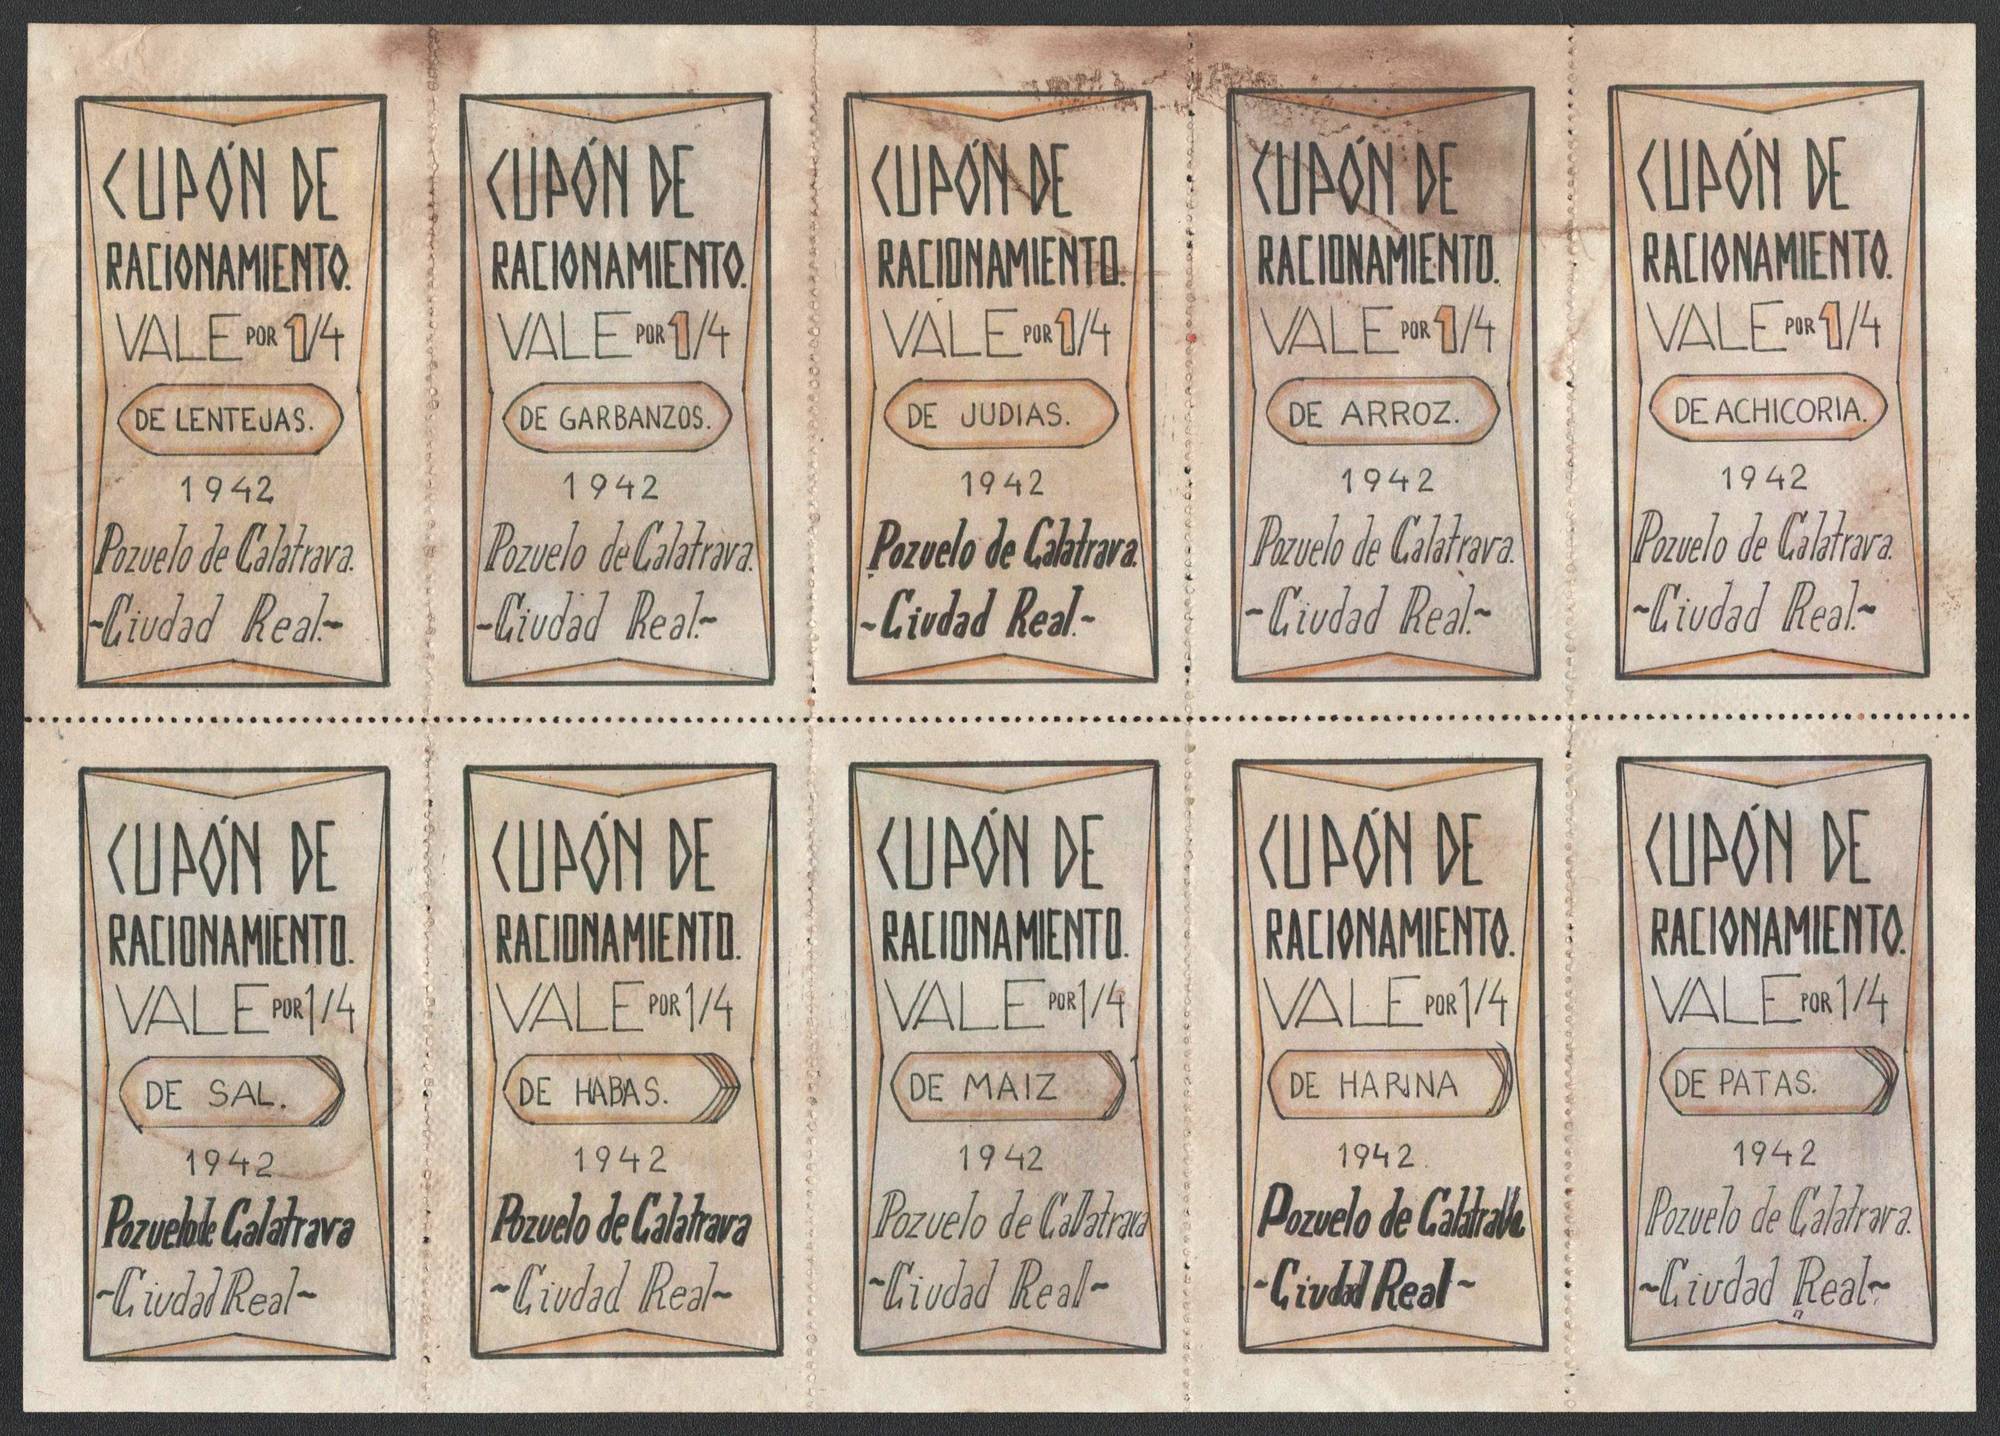 CUPÓN DE
RACIONAMIENTO.
VALE POR 1/4
DE LENTEJAS.
1942
Pozuelo de Calatrava.
~Ciudad Real.~
CUPÓN DE
RACIONAMIENTO.
VALE POR 1/4
DE GARBANZOS.
1942
Pozuelo de Calatrava.
~Ciudad Real.~
CUPÓN DE
RACIONAMIENTO.
VALE POR 1/4
DE JUDIAS.
1942
Pozuelo de Calatrava.
~Ciudad Real.~
CUPÓN DE
RACIONAMIENTO.
VALE POR 1/4
DE ARROZ.
1942
Pozuelo de Calatrava.
~Ciudad Real.~
CUPÓN DE
RACIONAMIENTO.
VALE POR 1/4
DE ACHICORIA.
1942
Pozuelo de Calatrava.
~Ciudad Real.~
CUPÓN DE
RACIONAMIENTO.
VALE POR 1/4
DE SAL.
1942
Pozuelo de Calatrava
~Ciudad Real~
CUPÓN DE
RACIONAMIENTO.
VALE POR 1/4
DE HABAS.
1942
Pozuelo de Calatrava
~Ciudad Real~
CUPÓN DE
RACIONAMIENTO.
VALE POR 1/4
DE MAIZ
1942
Pozuelo de Calatrava
~Ciudad Real~
CUPÓN DE
RACIONAMIENTO.
VALE POR 1/4
DE HARINA
1942.
Pozuelo de Calatrava
~Ciudad Real~
CUPÓN DE
RACIONAMIENTO.
VALE POR 1/4
DE PATAS.
1942
Pozuelo de Calatrava.
~Ciudad Real~